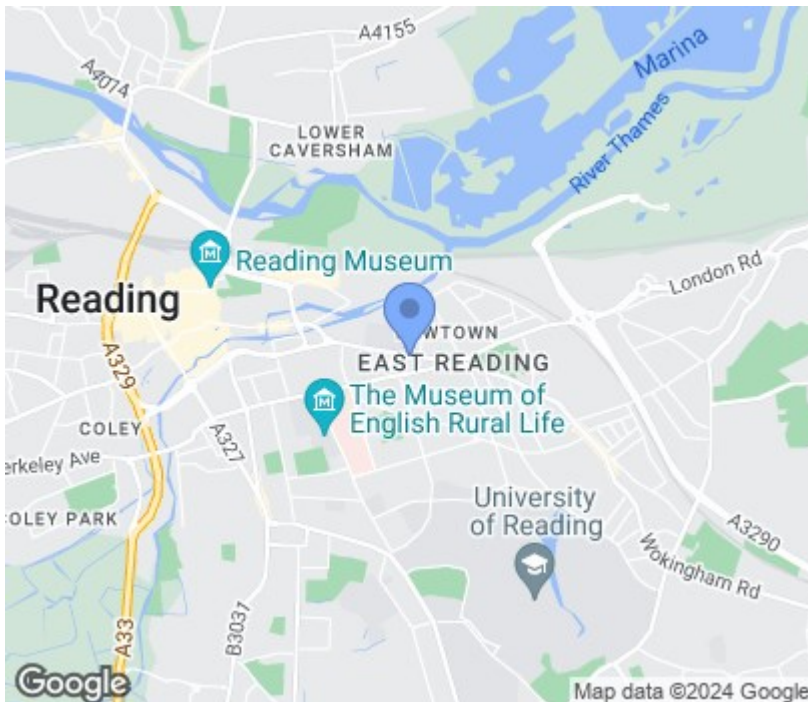 A4155
A4074
Marina
LOWER
CAVERSHAM
River Thames
Reading Museum
London Rd
Reading
WTOWN
EAST READING
A329
The Museum of
English Rural Life
COLEY
A327
erkeley Ave
University
of Reading
COLEY PARK
A3290
Wokingham Rd
A33
B3031
Google
Map data ©2024 Google